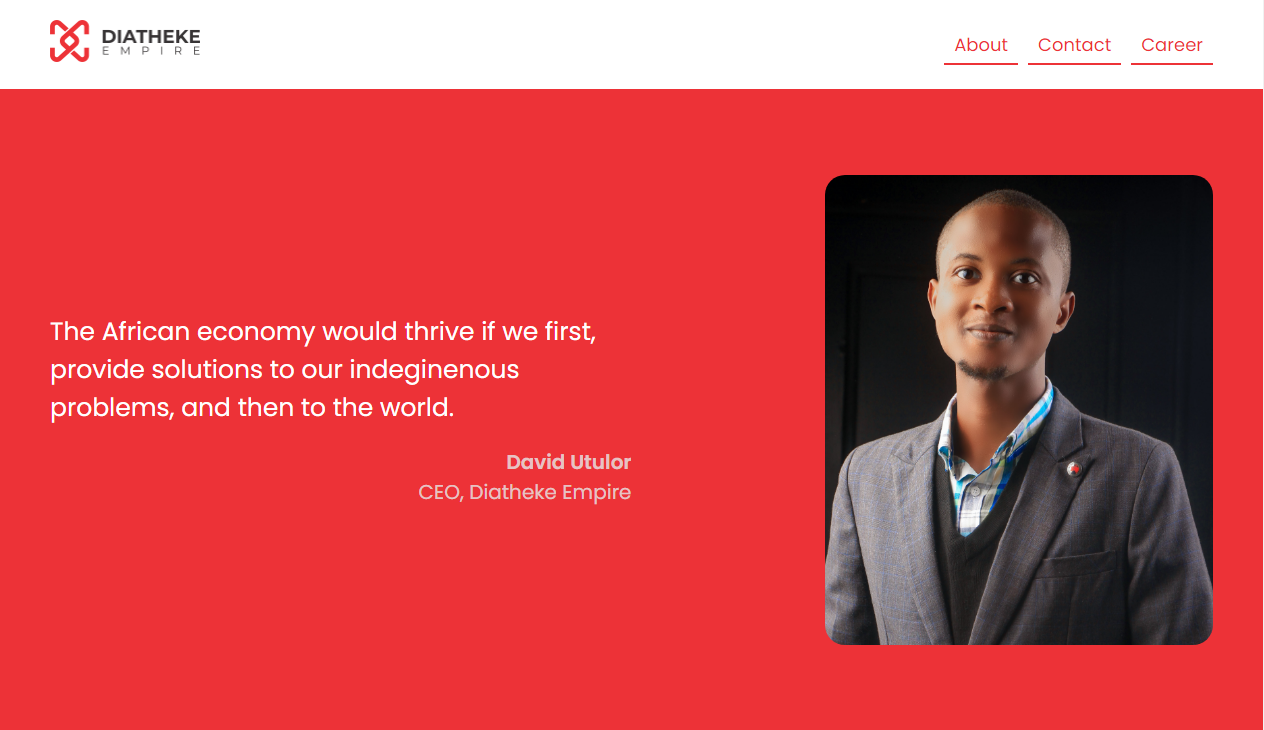 DIATHEKE
EMPIRE
About Contact Career
The African economy would thrive if we first,
provide solutions to our indeginenous
problems, and then to the world.
David Utulor
CEO, Diatheke Empire